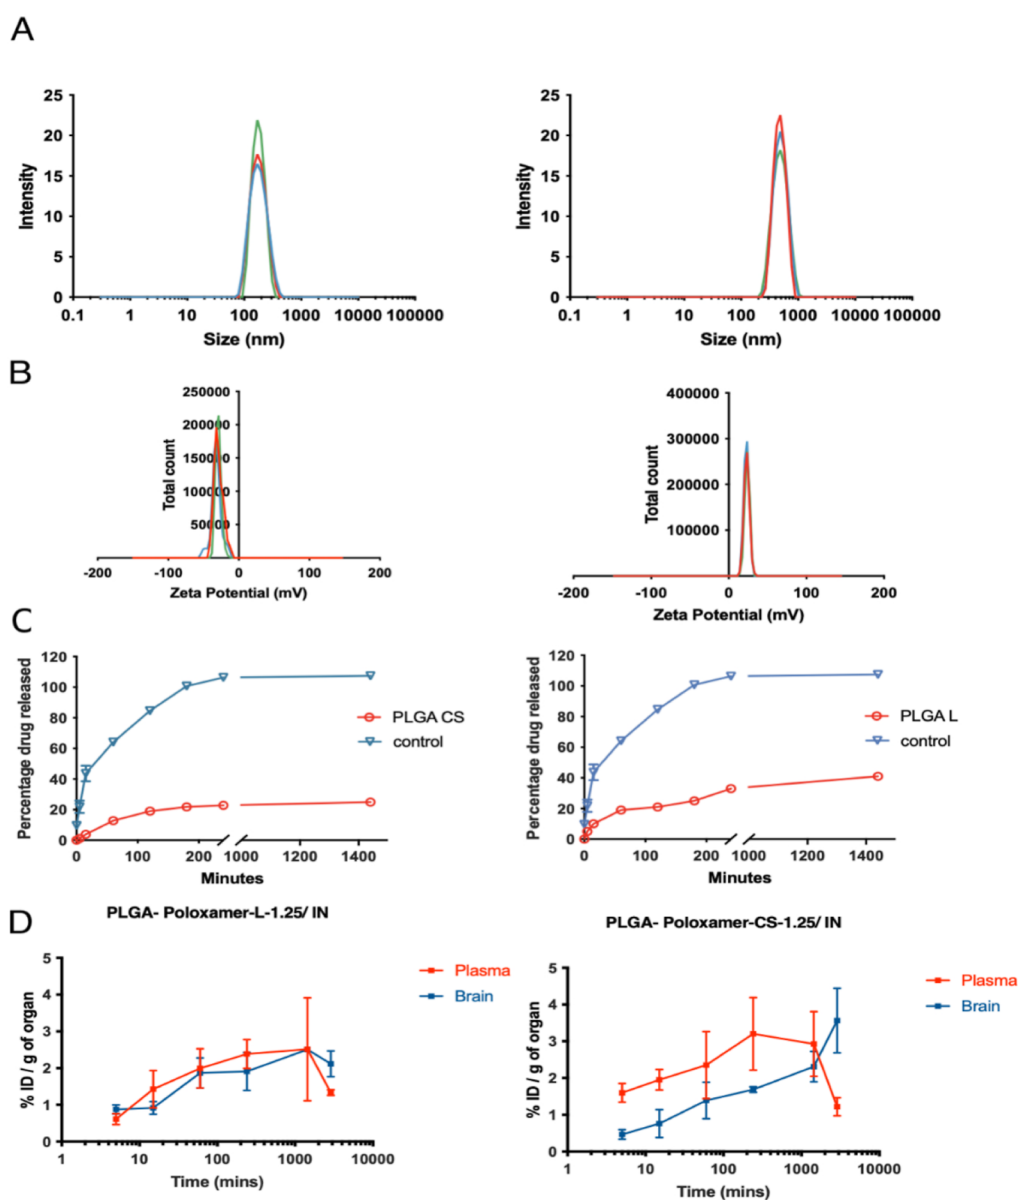 A
25
20
15
10
5
0
Intensity
0.1 1 10 100 1000 10000 100000
Size (nm)
25
20
15
10
5
0
Intensity
0.1 1 10 100 1000 10000 100000
Size (nm)
B
250000
200000
150000
100000
50000
Total count
-200 -100 0 100 200
Zeta Potential (mV)
400000
300000
200000
100000
Total count
-200 -100 0 100 200
Zeta Potential (mV)
C
120
100
80
60
40
20
0
Percentage drug released
PLGA CS
control
0 100 200 1000 1200 1400
Minutes
120
100
80
60
40
20
0
Percentage drug released
PLGA L
control
0 100 200 1000 1200 1400
Minutes
D
PLGA- Poloxamer-L-1.25/ IN
5
4
3
2
1
0
% ID / g of organ
Plasma
Brain
1 10 100 1000 10000
Time (mins)
PLGA- Poloxamer-CS-1.25/ IN
5
4
3
2
1
0
% ID / g of organ
Plasma
Brain
1 10 100 1000 10000
Time (mins)